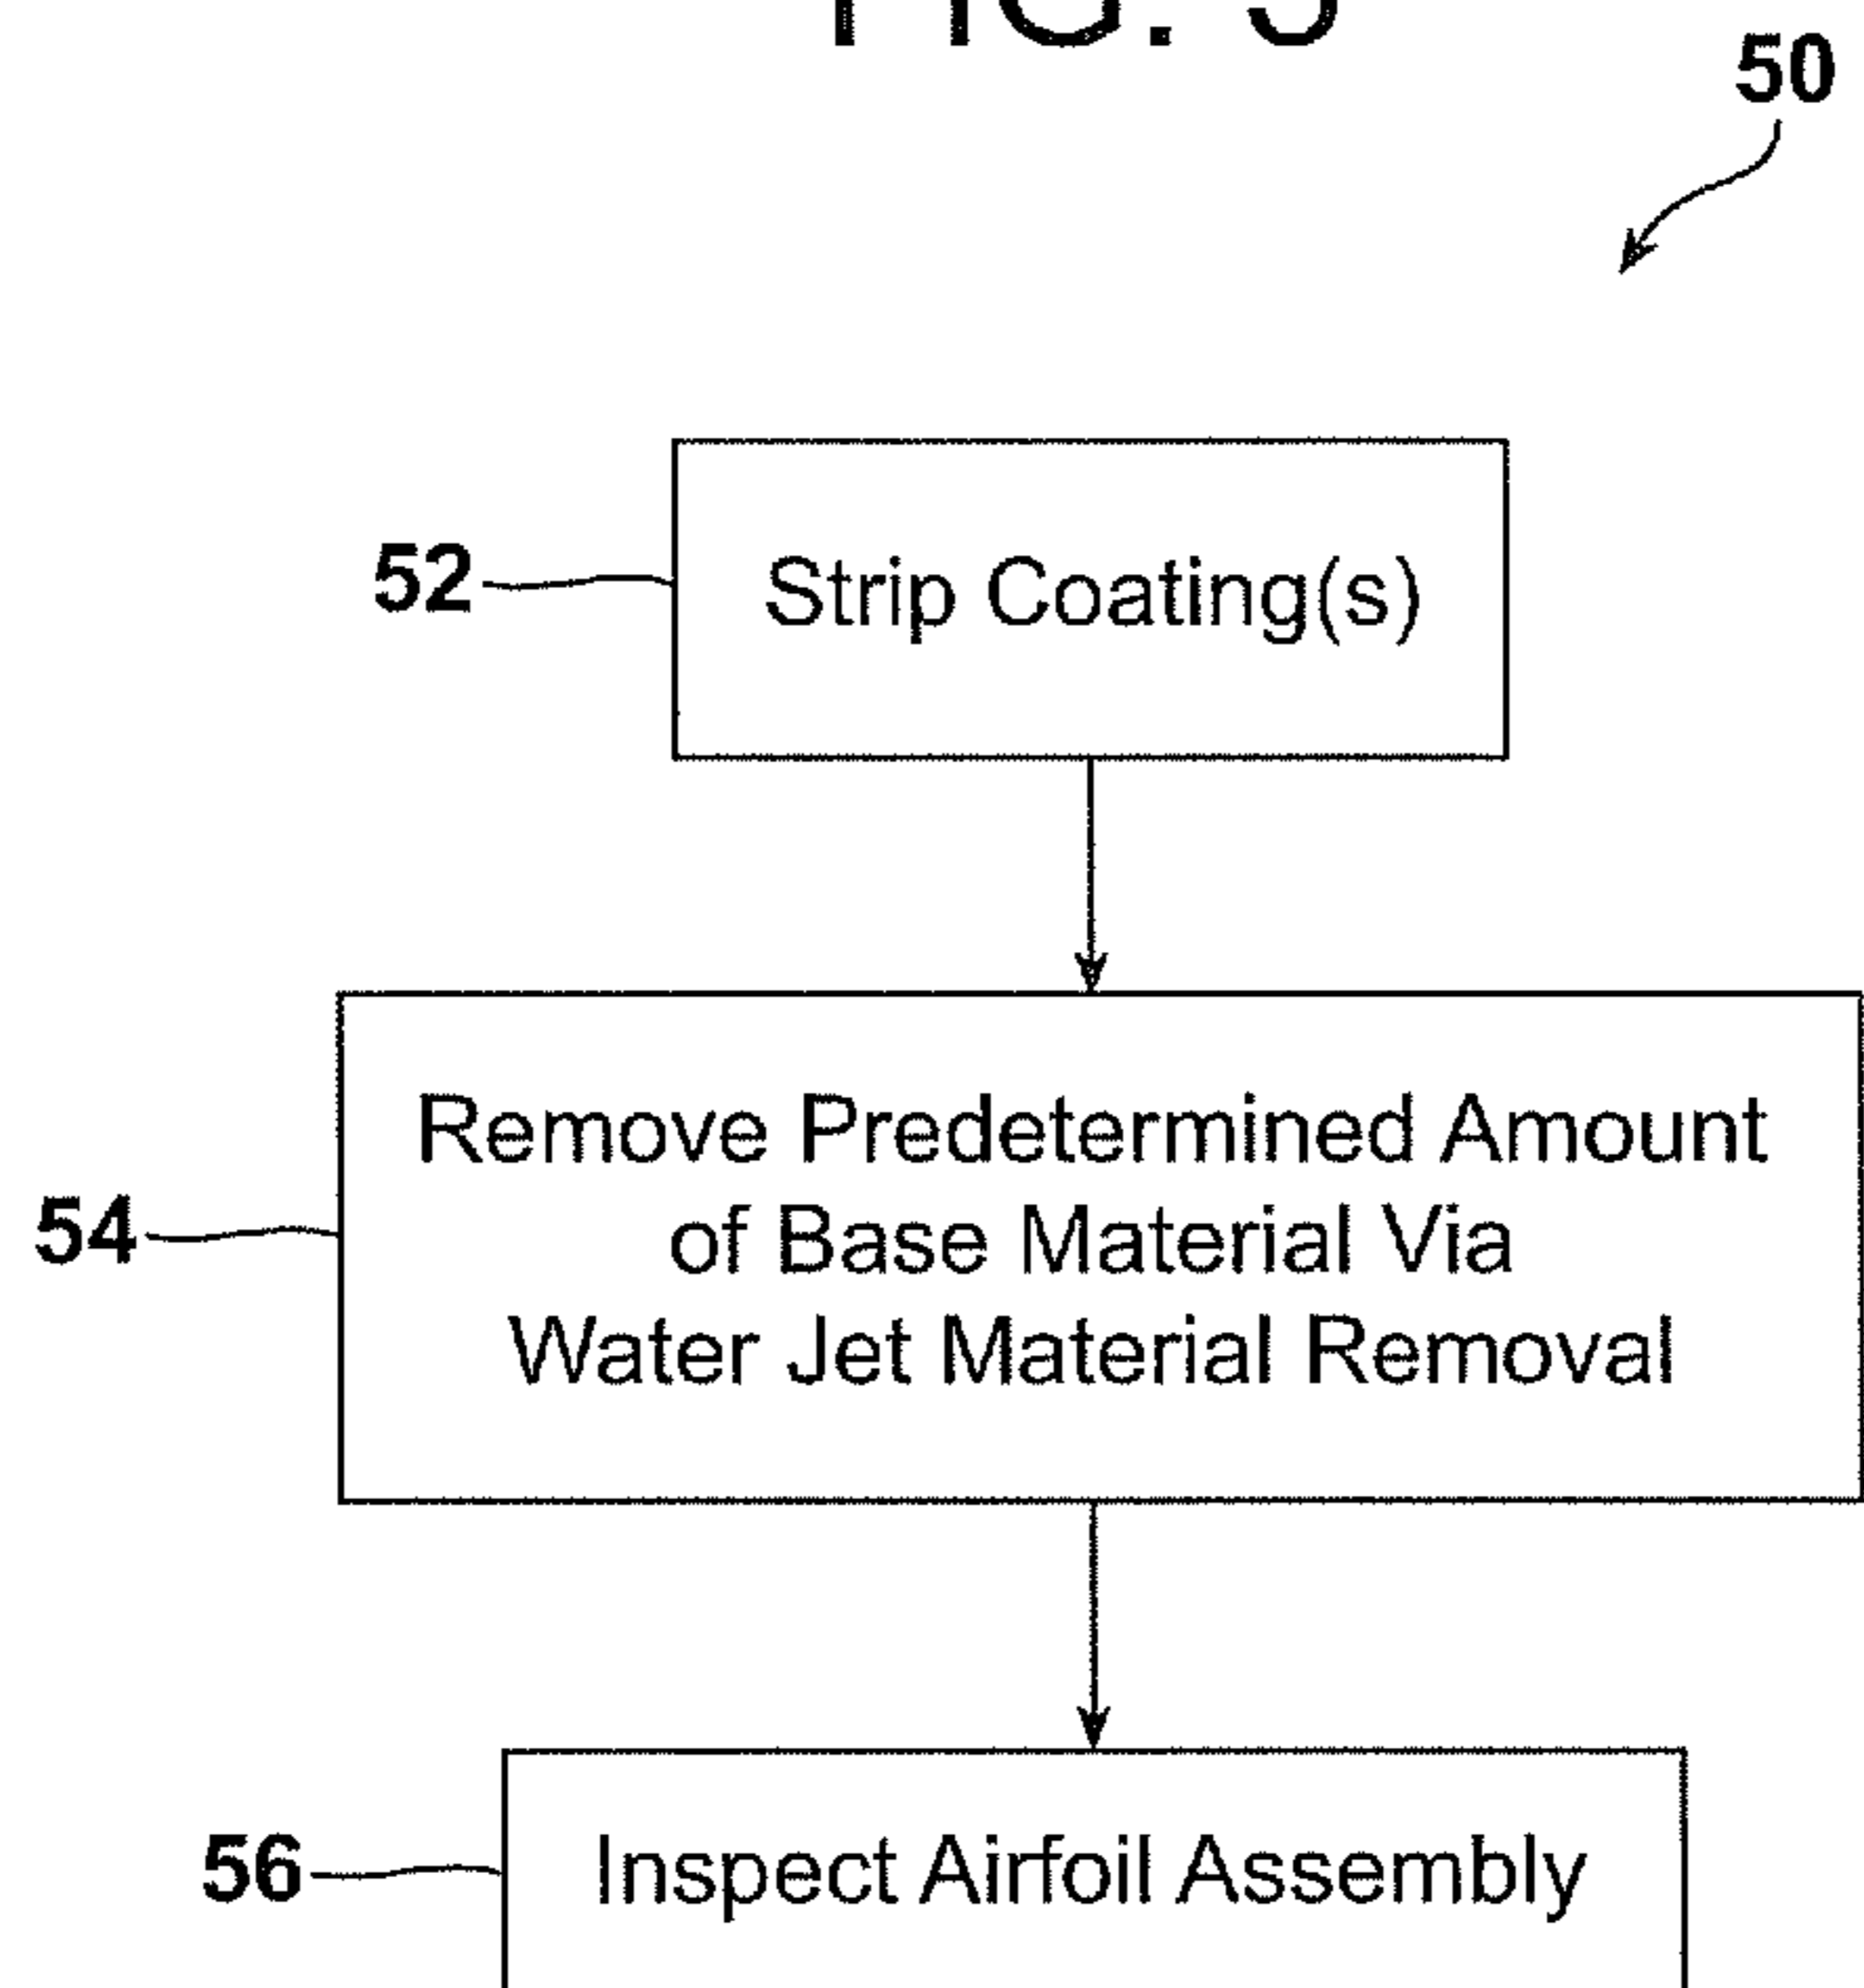 FIG.
50
52 Strip Coating(s)
Remove Predetermined Amount
54 of Base Material Via
Water Jet Material Removal
56 Inspect Airfoil Assembly